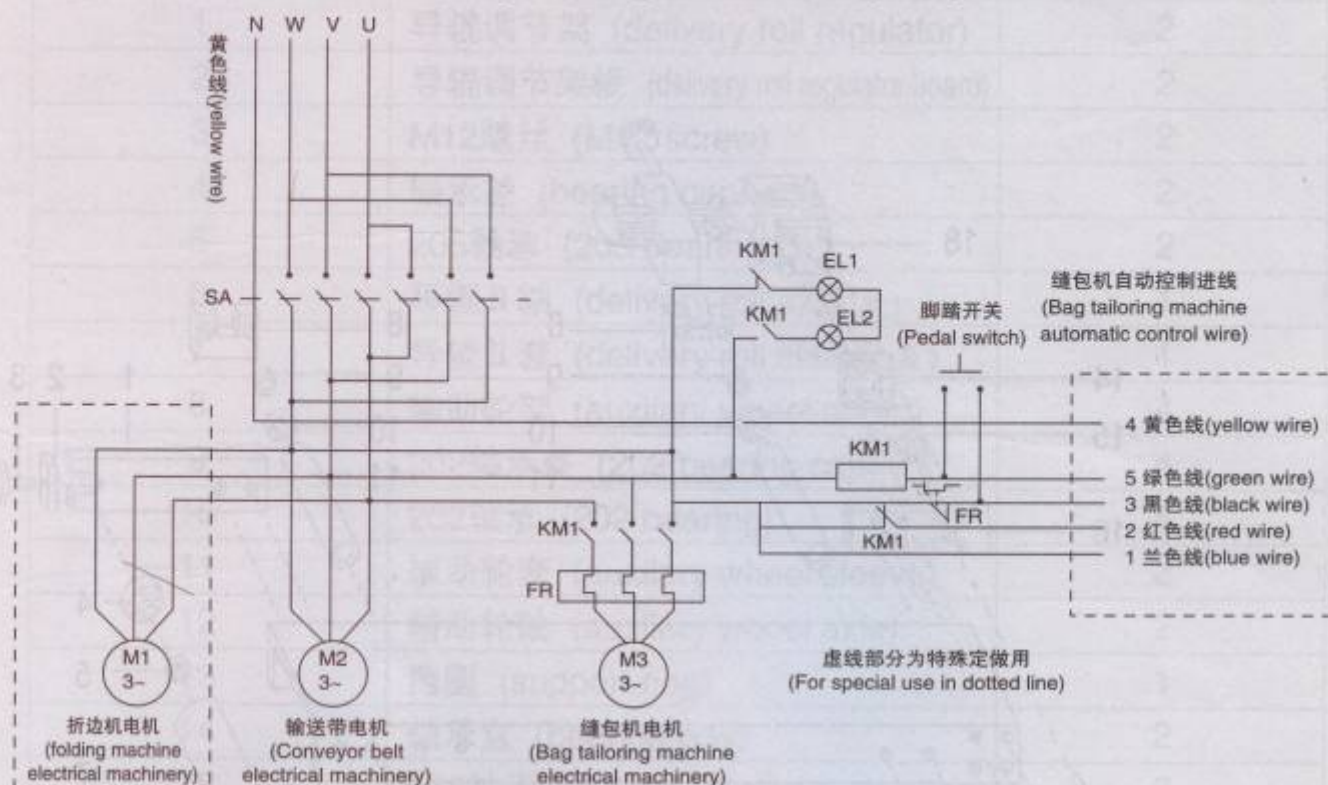 N W V U
黄色线(yellow wire)
SA
KM1
EL1
KM1
EL2
脚踏开关
(Pedal switch)
缝包机自动控制进线
(Bag tailoring machine
automatic control wire)
4 黄色线(yellow wire)
KM1
5 绿色线(green wire)
3 黑色线(black wire)
FR
2 红色线(red wire)
KM1
1 兰色线(blue wire)
KM1
FR
M1
3~
M2
3~
M3
3~
折边机电机
(folding machine
electrical machinery)
输送带电机
(Conveyor belt
electrical machinery)
缝包机电机
(Bag tailoring machine
electrical machinery)
虚线部分为特殊定做用
(For special use in dotted line)